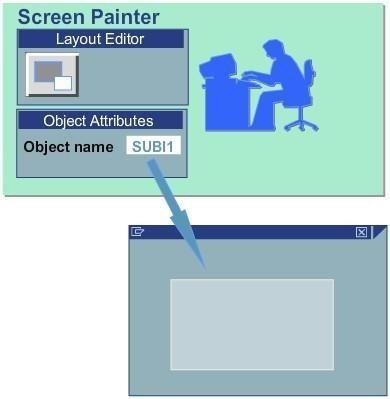 Screen Painter
Layout Editor
Object Attributes
Object name SUBI1